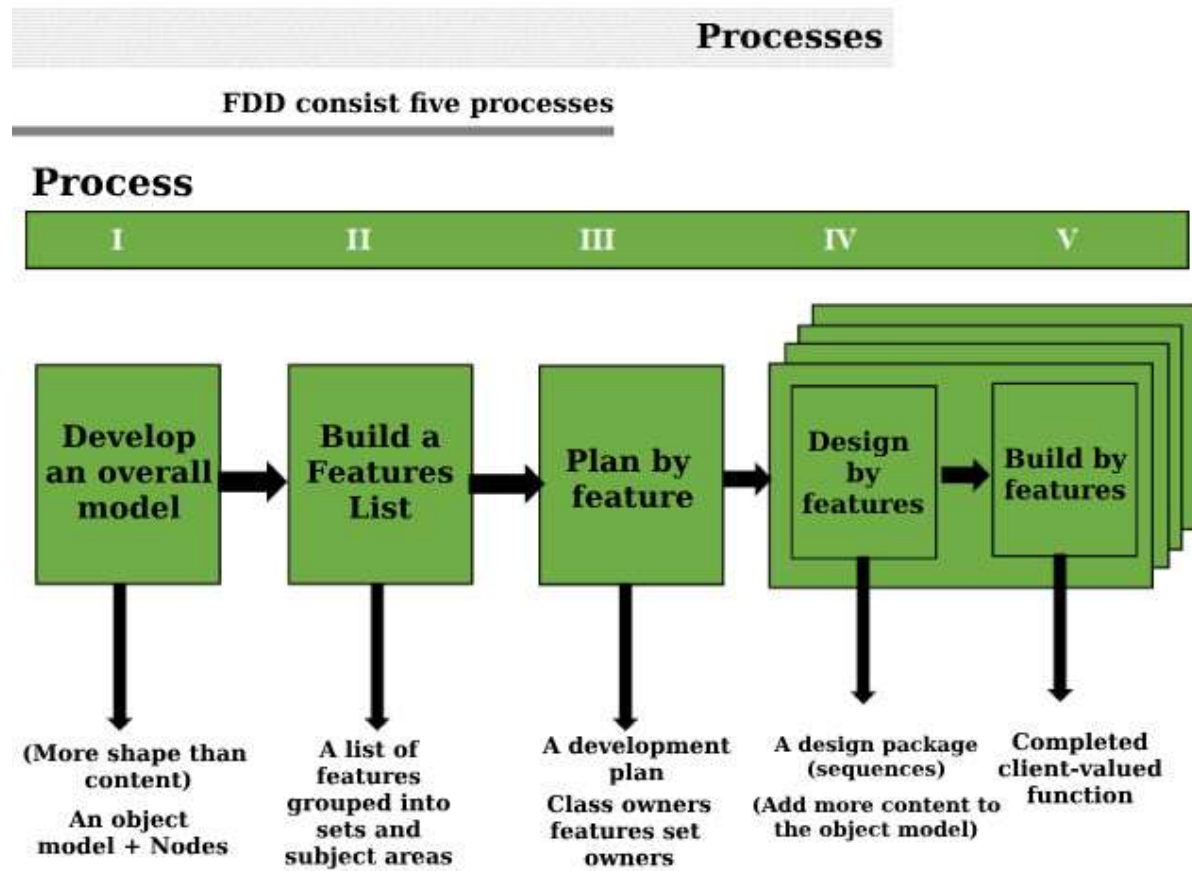 Processes
FDD consist five processes
Process
I II III IV V
Develop
an overall
model
Build a
Features
List
Plan by
feature
Design
by
features
Build by
features
(More shape than
content)
An object
model + Nodes
A list of
features
grouped into
sets and
subject areas
A development
plan
Class owners
features set
owners
A design package
(sequences)
(Add more content to
the object model)
Completed
client-valued
function